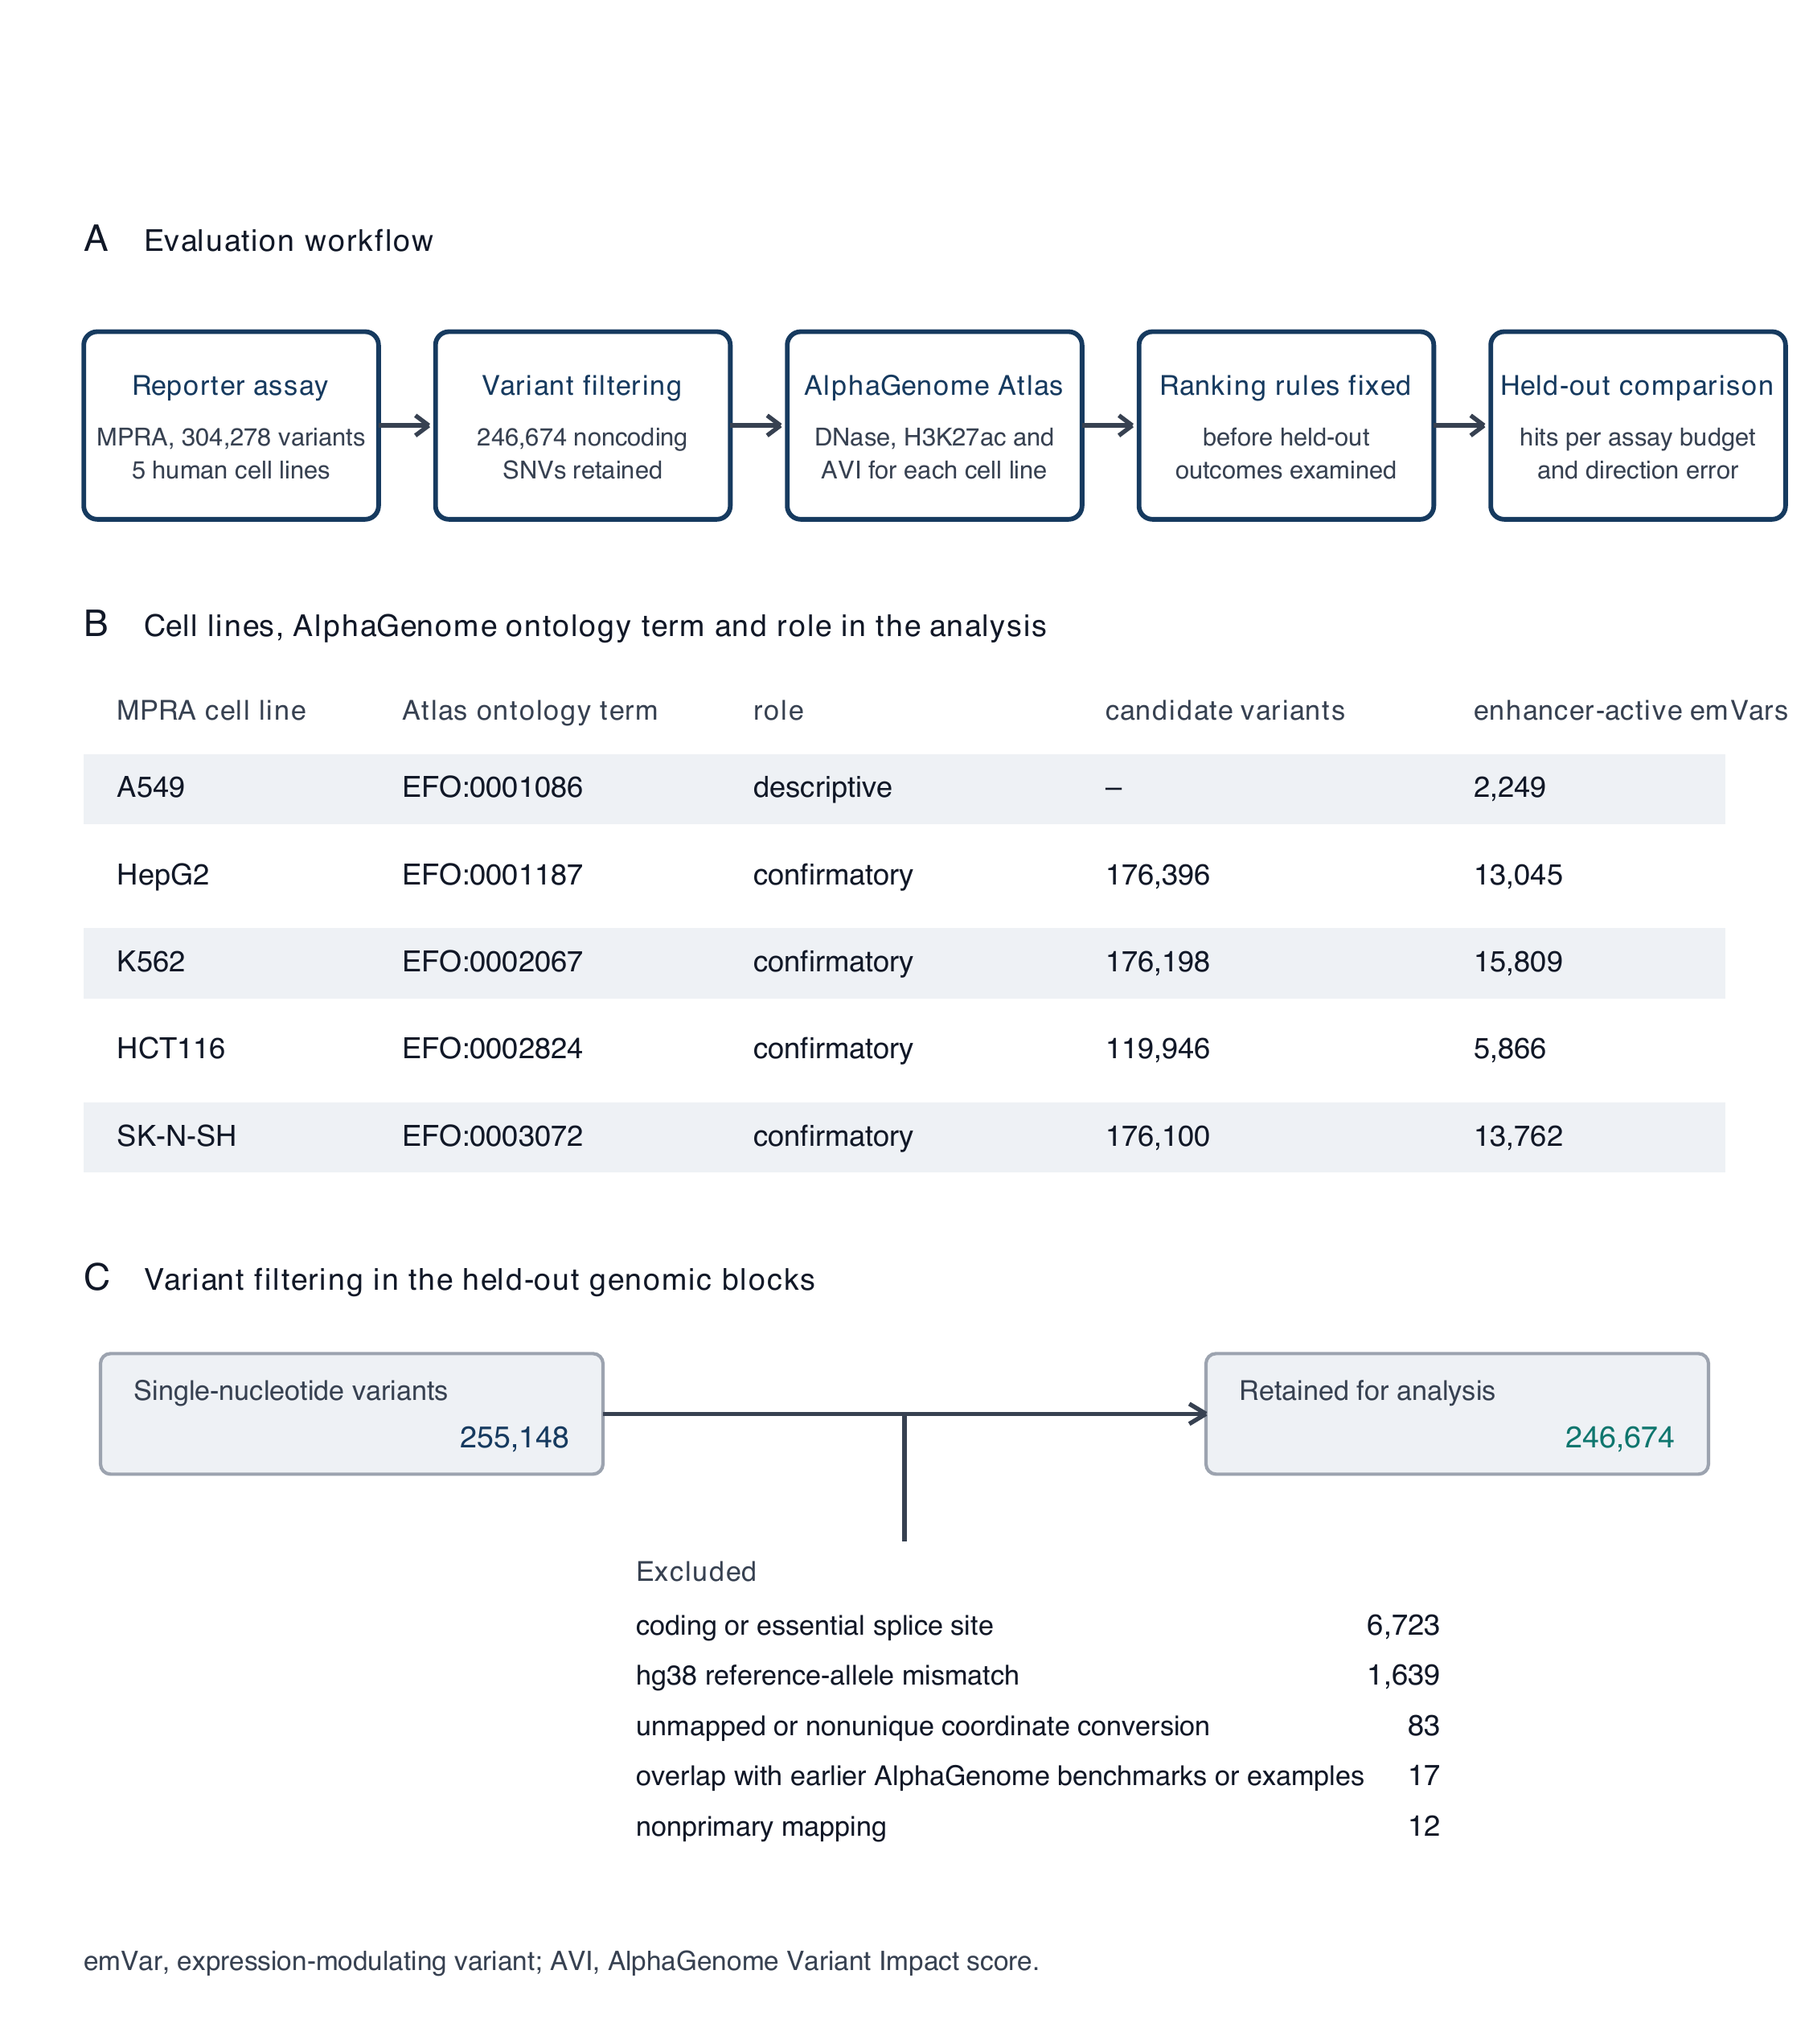 A Evaluation workflow
Reporter assay
MPRA, 304,278 variants
5 human cell lines
Variant filtering
246,674 noncoding
SNVs retained
AlphaGenome Atlas
DNase, H3K27ac and
AVI for each cell line
Ranking rules fixed
before held-out
outcomes examined
Held-out comparison
hits per assay budget
and direction error
B Cell lines, AlphaGenome ontology term and role in the analysis
MPRA cell line Atlas ontology term role candidate variants enhancer-active emVars
A549 EFO:0001086 descriptive – 2,249
HepG2 EFO:0001187 confirmatory 176,396 13,045
K562 EFO:0002067 confirmatory 176,198 15,809
HCT116 EFO:0002824 confirmatory 119,946 5,866
SK-N-SH EFO:0003072 confirmatory 176,100 13,762
C Variant filtering in the held-out genomic blocks
Single-nucleotide variants
255,148
Retained for analysis
246,674
Excluded
coding or essential splice site 6,723
hg38 reference-allele mismatch 1,639
unmapped or nonunique coordinate conversion 83
overlap with earlier AlphaGenome benchmarks or examples 17
nonprimary mapping 12
emVar, expression-modulating variant; AVI, AlphaGenome Variant Impact score.